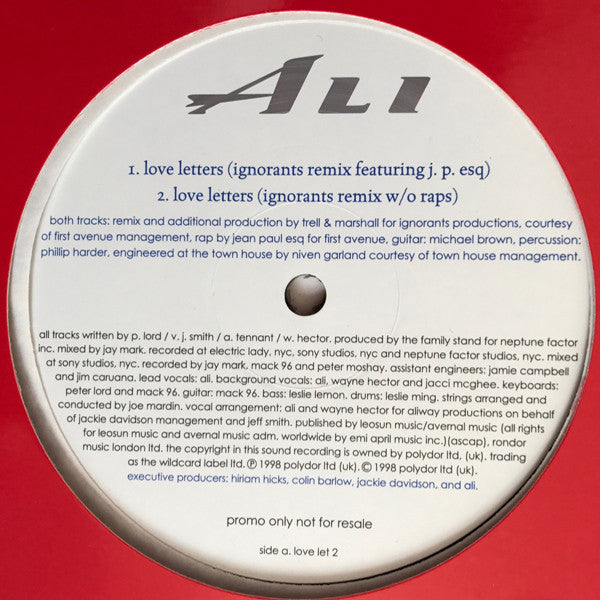 ALI
1. love letters (ignorants remix featuring j. p. esq)
2. love letters (ignorants remix w/o raps)
both tracks: remix and additional production by trell & marshall for ignorants productions, courtesy
of first avenue management, rap by jean paul esq for first avenue, guitar: michael brown, percussion:
phillip harder, engineered at the town house by niven garland courtesy of town house management.
all tracks written by p. lord / v. j. smith / a. tennant / w. hector. produced by the family stand for neptune factor
inc. mixed by jay mark. recorded at electric lady, nyc, sony studios, nyc and neptune factor studios, nyc. mixed
at sony studios, nyc. recorded by jay mark, mack 96 and peter moshay. assistant engineers: jamie campbell
and jim caruana. lead vocals: ali. background vocals: ali, wayne hector and jacci mcghee. keyboards:
peter lord and mack 96. guitar: mack 96. bass: leslie lemon. drums: leslie ming. strings arranged and
conducted by joe mardin. vocal arrangement: ali and wayne hector for aliway productions on behalf
of jackie davidson management and jeff smith. published by leosun music/avernal music (all rights
for leosun music and avernal music adm. worldwide by emi april music inc.)(ascap). rondor
music london ltd. the copyright in this sound recording is owned by polydor ltd, (uk). trading
as the wildcard label ltd. ℗ 1998 polydor ltd (uk). © 1998 polydor ltd (uk).
executive producers: hiriam hicks, colin barlow, jackie davidson, and ali.
promo only not for resale
side a. love let 2